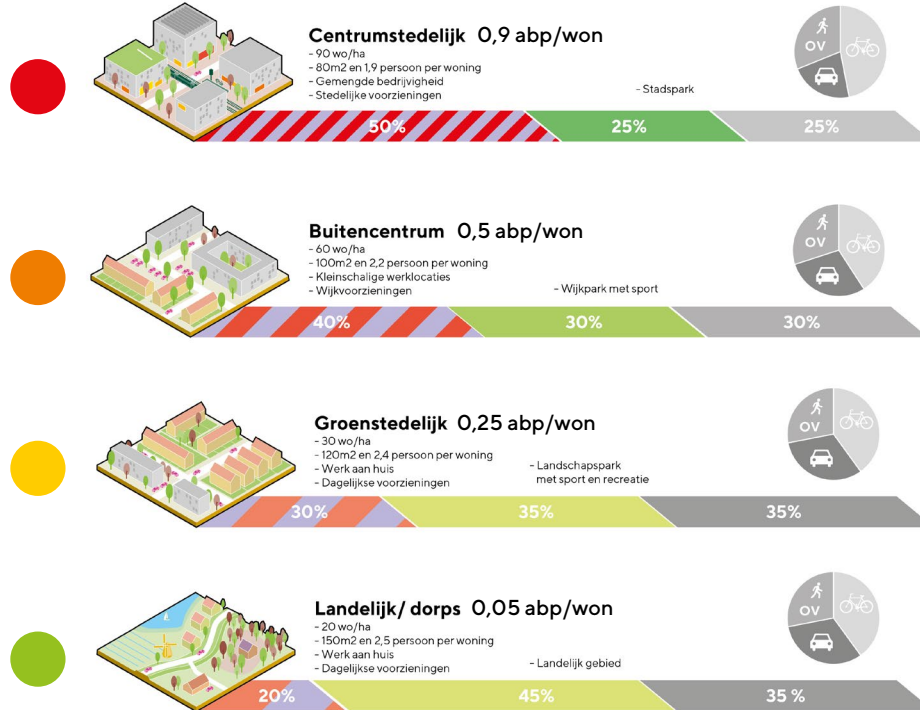 Centrumstedelijk 0,9 abp/won
- 90 wo/ha
- 80m2 en 1,9 persoon per woning
- Gemengde bedrijvigheid
- Stedelijke voorzieningen
- Stadspark
OV
50% 25% 25%
Buitencentrum 0,5 abp/won
- 60 wo/ha
- 100m2 en 2,2 persoon per woning
- Kleinschalige werklocaties
- Wijkvoorzieningen
- Wijkpark met sport
OV
40% 30% 30%
Groenstedelijk 0,25 abp/won
- 30 wo/ha
- 120m2 en 2,4 persoon per woning
- Werk aan huis
- Dagelijkse voorzieningen
- Landschapspark
met sport en recreatie
OV
30% 35% 35%
Landelijk/ dorps 0,05 abp/won
- 20 wo/ha
- 150m2 en 2,5 persoon per woning
- Werk aan huis
- Dagelijkse voorzieningen
- Landelijk gebied
OV
20% 45% 35 %